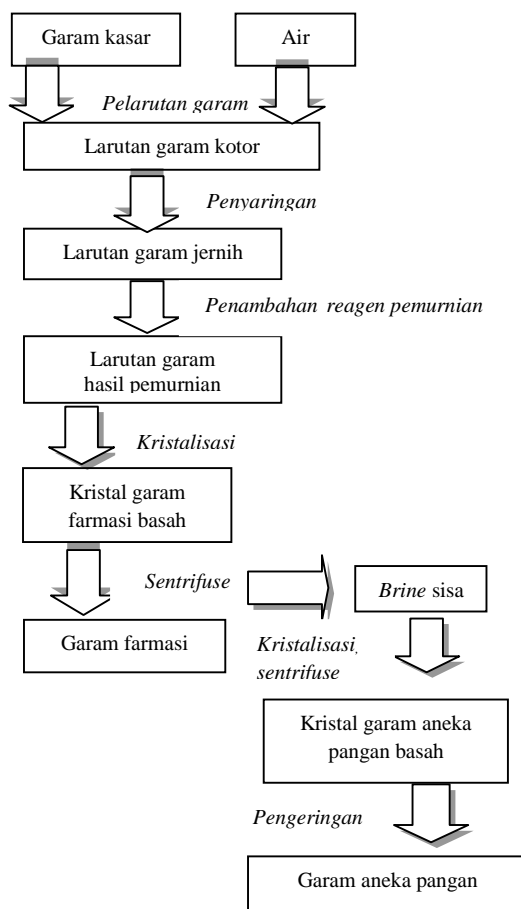 Garam kasar
Air
Pelarutan garam
Larutan garam kotor
Penyaringan
Larutan garam jernih
Penambahan reagen pemurnian
Larutan garam
hasil pemurnian
Kristalisasi
Kristal garam
farmasi basah
Sentrifuse
Brine sisa
Garam farmasi
Kristalisasi,
sentrifuse
Kristal garam aneka
pangan basah
Pengeringan
Garam aneka pangan